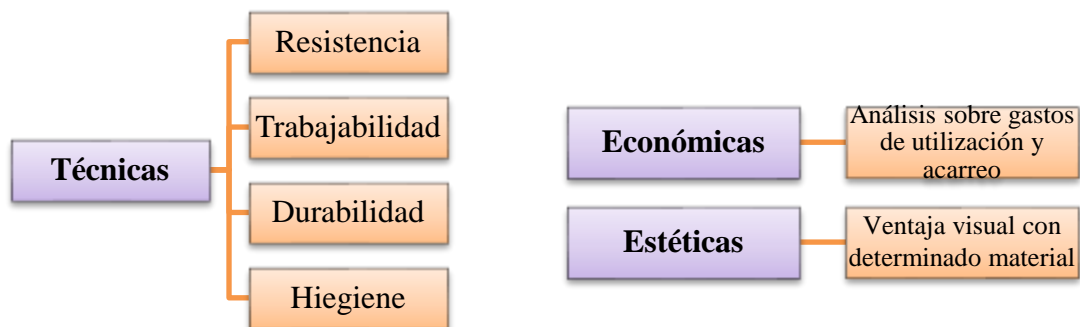 Técnicas
Resistencia
Trabajabilidad
Durabilidad
Hiegiene
Económicas
Análisis sobre gastos
de utilización y
acarreo
Estéticas
Ventaja visual con
determinado material